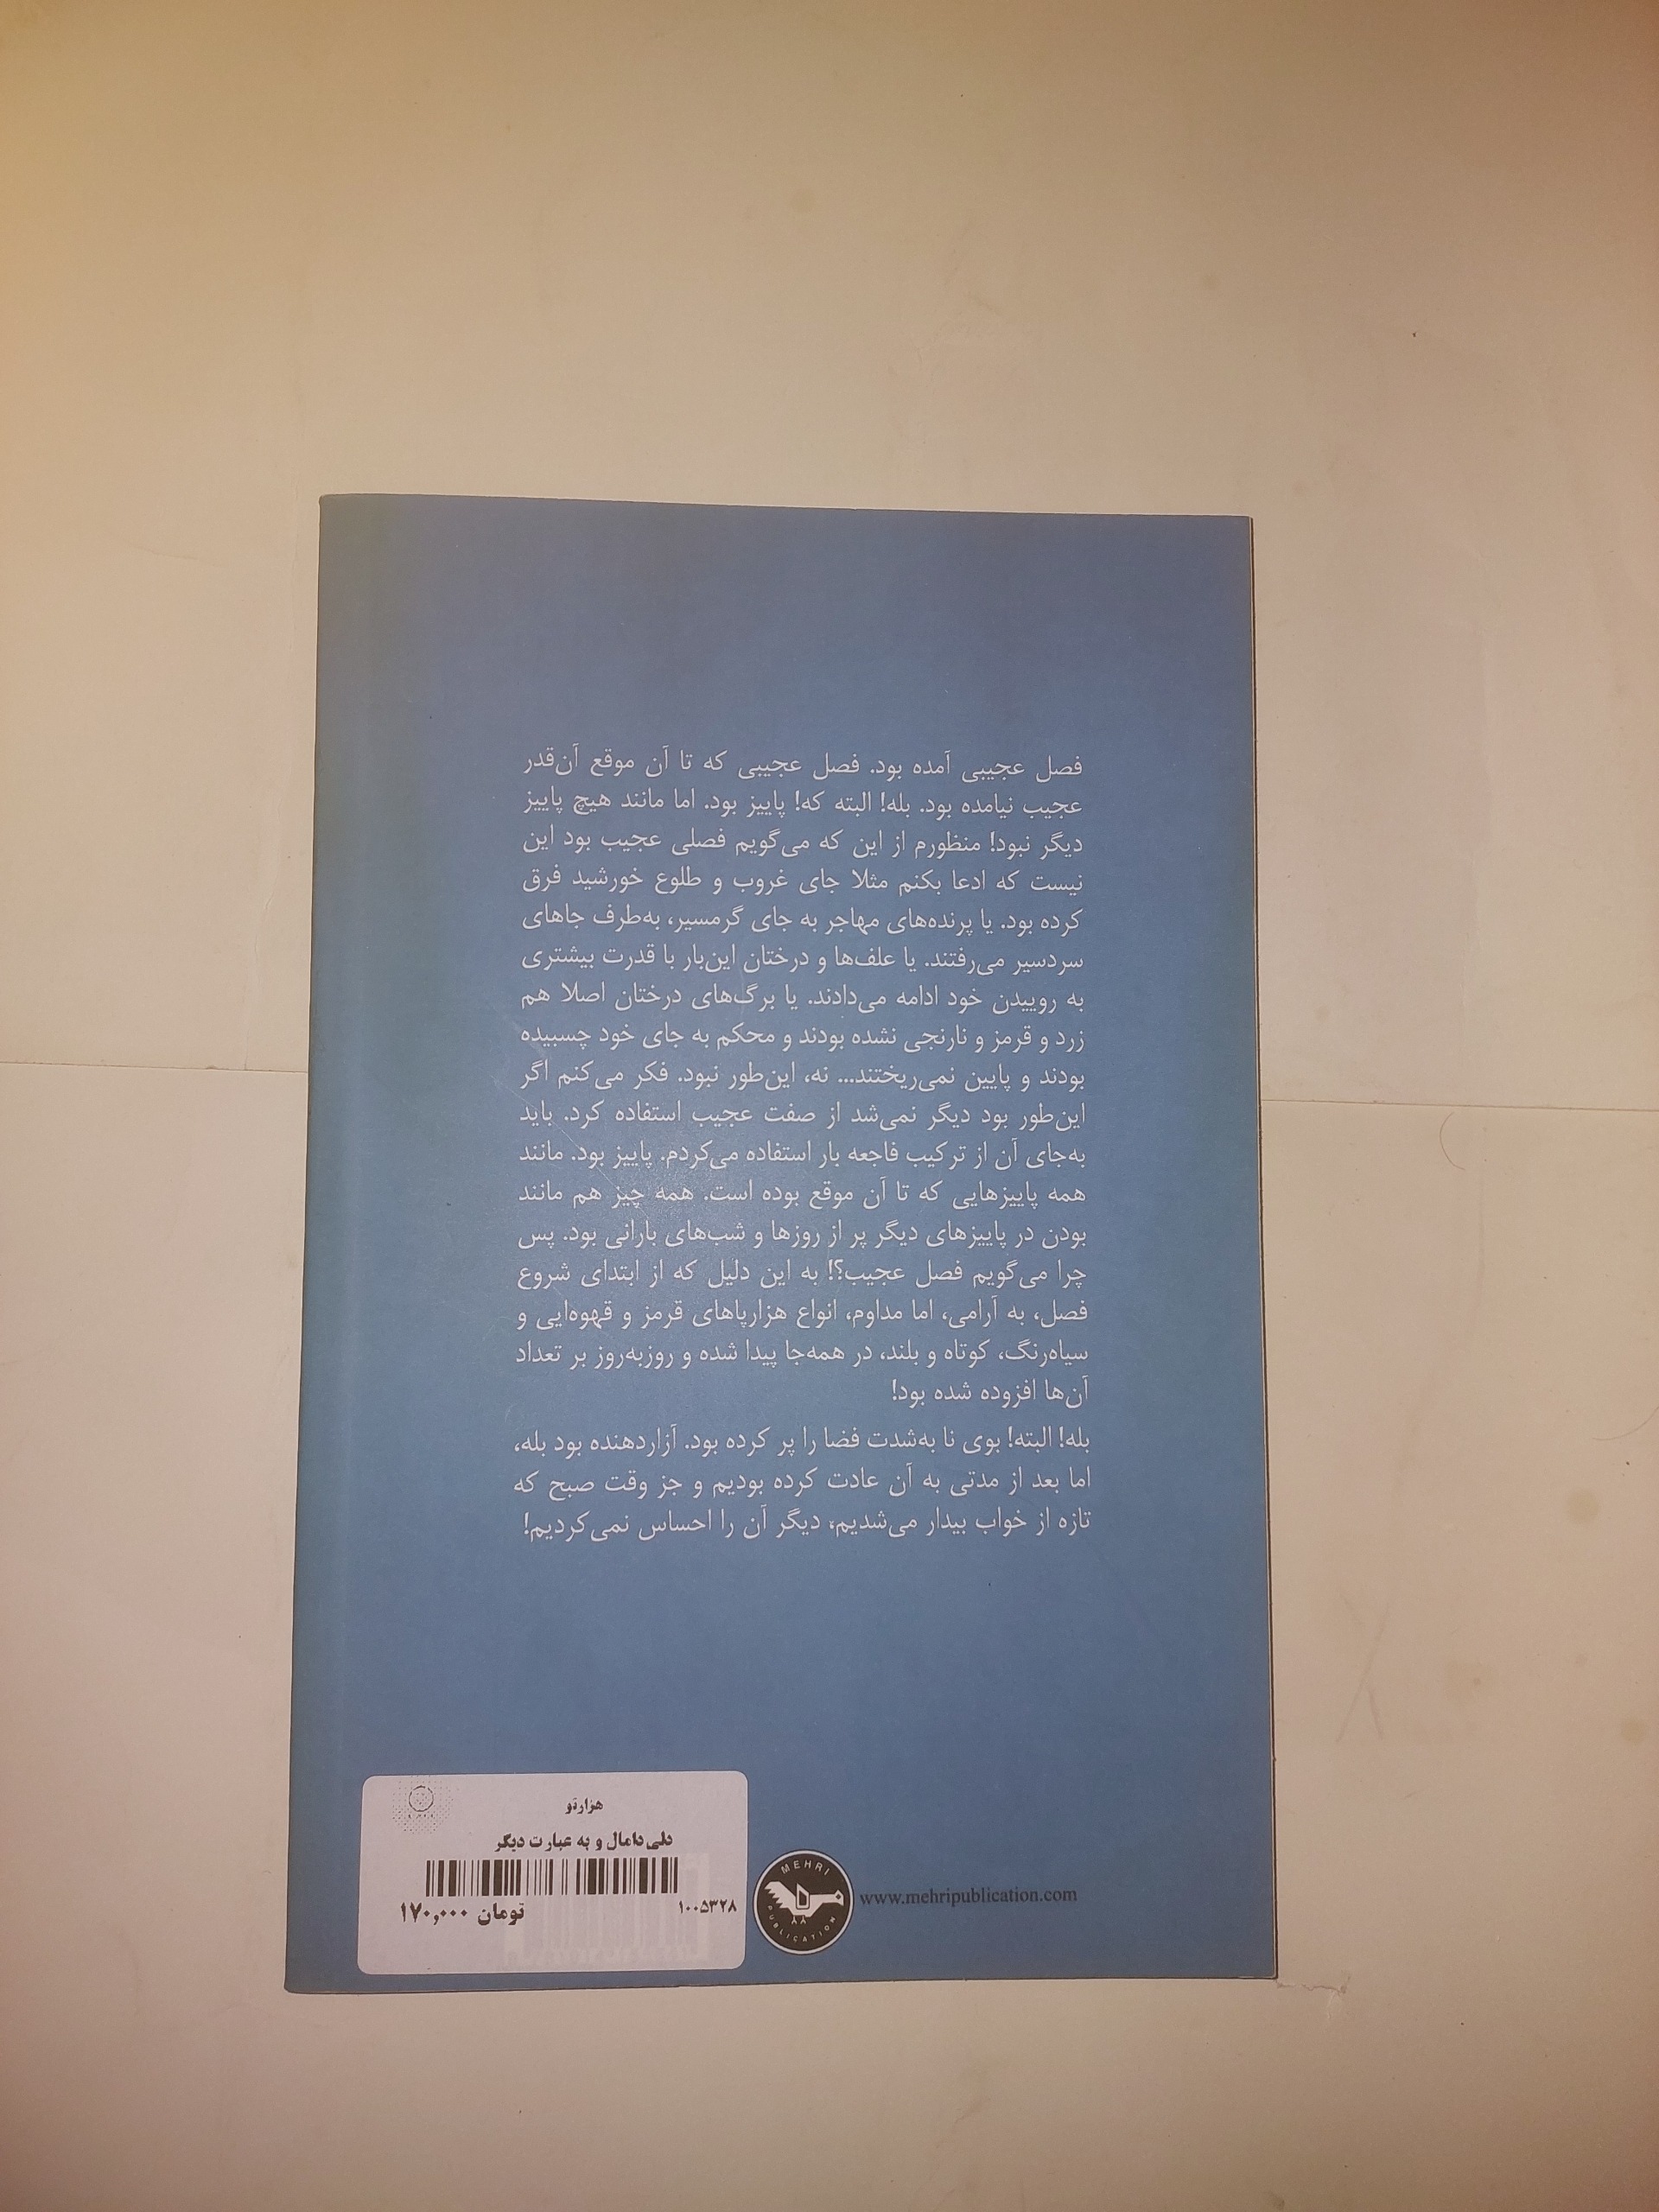 فصل عجیبی آمده بود. فصل عجیبی که تا آن موقع آن‌قدر
عجیب نیامده بود. بله! البته که! پاییز بود. اما مانند هیچ پاییز
دیگر نبود! منظورم از این که می‌گویم فصلی عجیب بود این
نیست که ادعا بکنم مثلا جای غروب و طلوع خورشید فرق
کرده بود. یا پرنده‌های مهاجر به جای گرمسیر، به‌طرف جاهای
سردسیر می‌رفتند. یا علف‌ها و درختان این‌بار با قدرت بیشتری
به روییدن خود ادامه می‌دادند. یا برگ‌های درختان اصلا هم
زرد و قرمز و نارنجی نشده بودند و محکم به جای خود چسبیده
بودند و پایین نمی‌ریختند... نه، این‌طور نبود. فکر می‌کنم اگر
این‌طور بود دیگر نمی‌شد از صفت عجیب استفاده کرد. باید
به‌جای آن از ترکیب فاجعه بار استفاده می‌کردم. پاییز بود. مانند
همه پاییزهایی که تا آن موقع بوده است. همه چیز هم مانند
بودن در پاییزهای دیگر پر از روزها و شب‌های بارانی بود. پس
چرا می‌گویم فصل عجیب؟! به این دلیل که از ابتدای شروع
فصل، به آرامی، اما مداوم، انواع هزارپاهای قرمز و قهوه‌ایی و
سیاه‌رنگ، کوتاه و بلند، در همه‌جا پیدا شده و روزبه‌روز بر تعداد
آن‌ها افزوده شده بود!
بله! البته! بوی نا به‌شدت فضا را پر کرده بود. آزاردهنده بود بله،
اما بعد از مدتی به آن عادت کرده بودیم و جز وقت صبح که
تازه از خواب بیدار می‌شدیم، دیگر آن را احساس نمی‌کردیم!
هزارتو
دلی‌دامال و به عبارت دیگر
۱۰۰۵۳۲۸
۱۷۰,۰۰۰ تومان
MEHRI
PUBLICATION
www.mehripublication.com